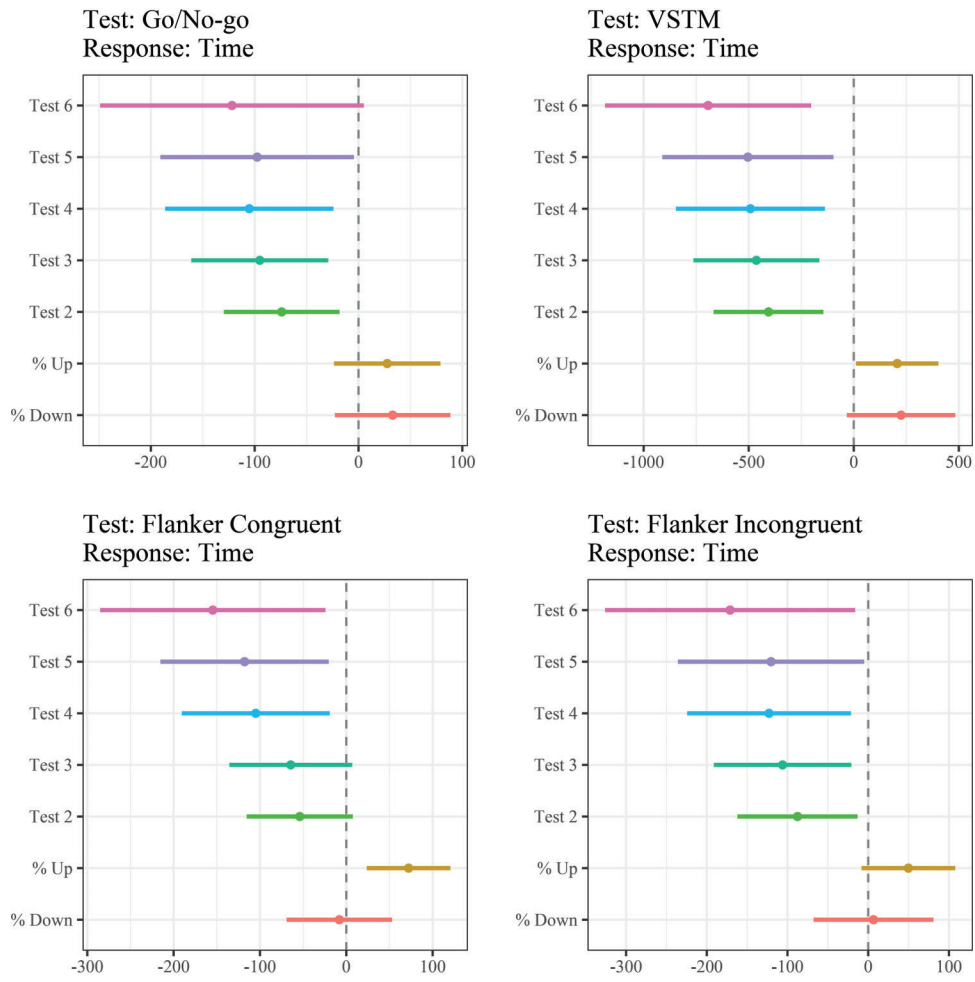 Test: Go/No-go
Response: Time
Test 6
Test 5
Test 4
Test 3
Test 2
% Up
% Down
-200 -100 0 100
Test: VSTM
Response: Time
Test 6
Test 5
Test 4
Test 3
Test 2
% Up
% Down
-1000 -500 0 500
Test: Flanker Congruent
Response: Time
Test 6
Test 5
Test 4
Test 3
Test 2
% Up
% Down
-300 -200 -100 0 100
Test: Flanker Incongruent
Response: Time
Test 6
Test 5
Test 4
Test 3
Test 2
% Up
% Down
-300 -200 -100 0 100